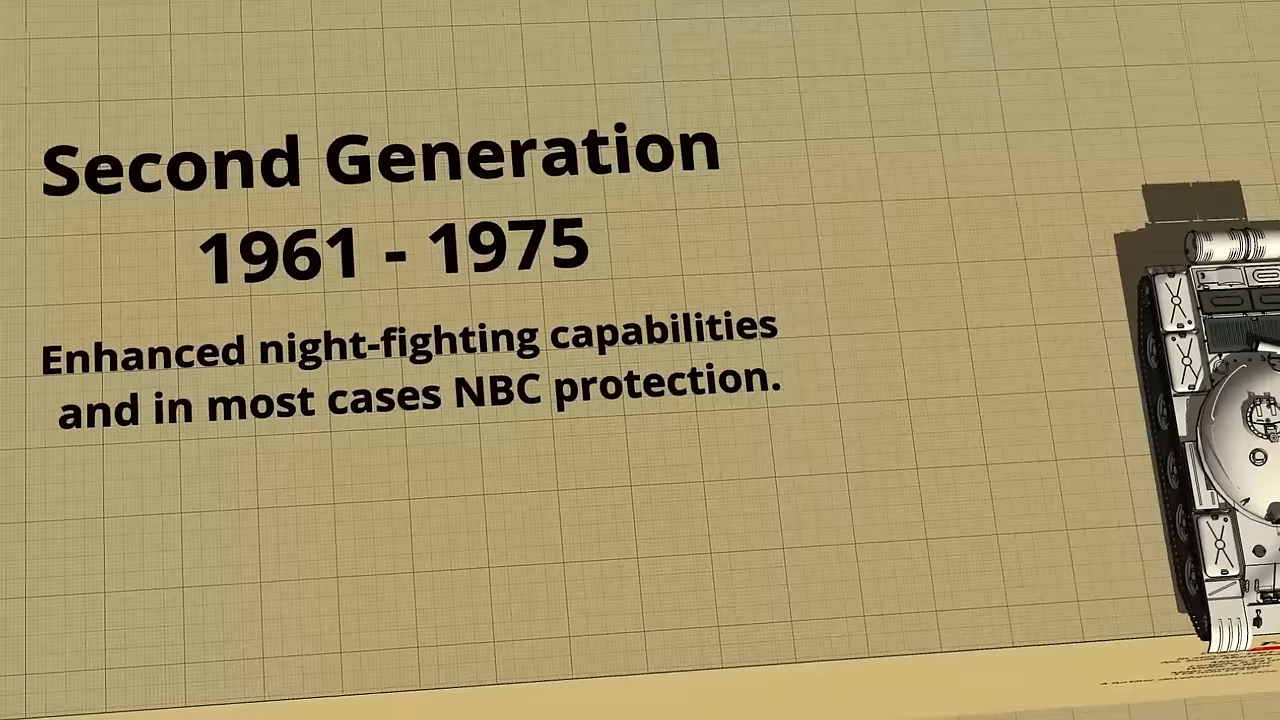 Second Generation
1961 - 1975
Enhanced night-fighting capabilities
and in most cases NBC protection.